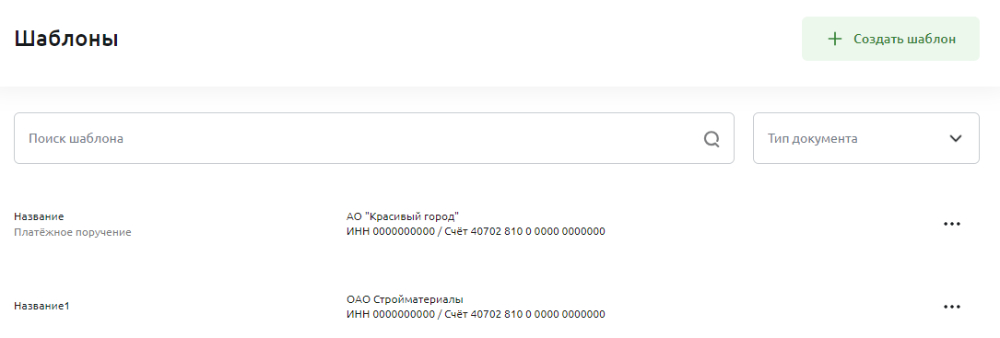 Шаблоны
Создать шаблон
Поиск шаблона
Тип документа
Название
Платёжное поручение
АО "Красивый город"
ИНН 0000000000 / Счёт 40702 810 0 0000 0000000
Название1
ОАО Стройматериалы
ИНН 0000000000 / Счёт 40702 810 0 0000 0000000